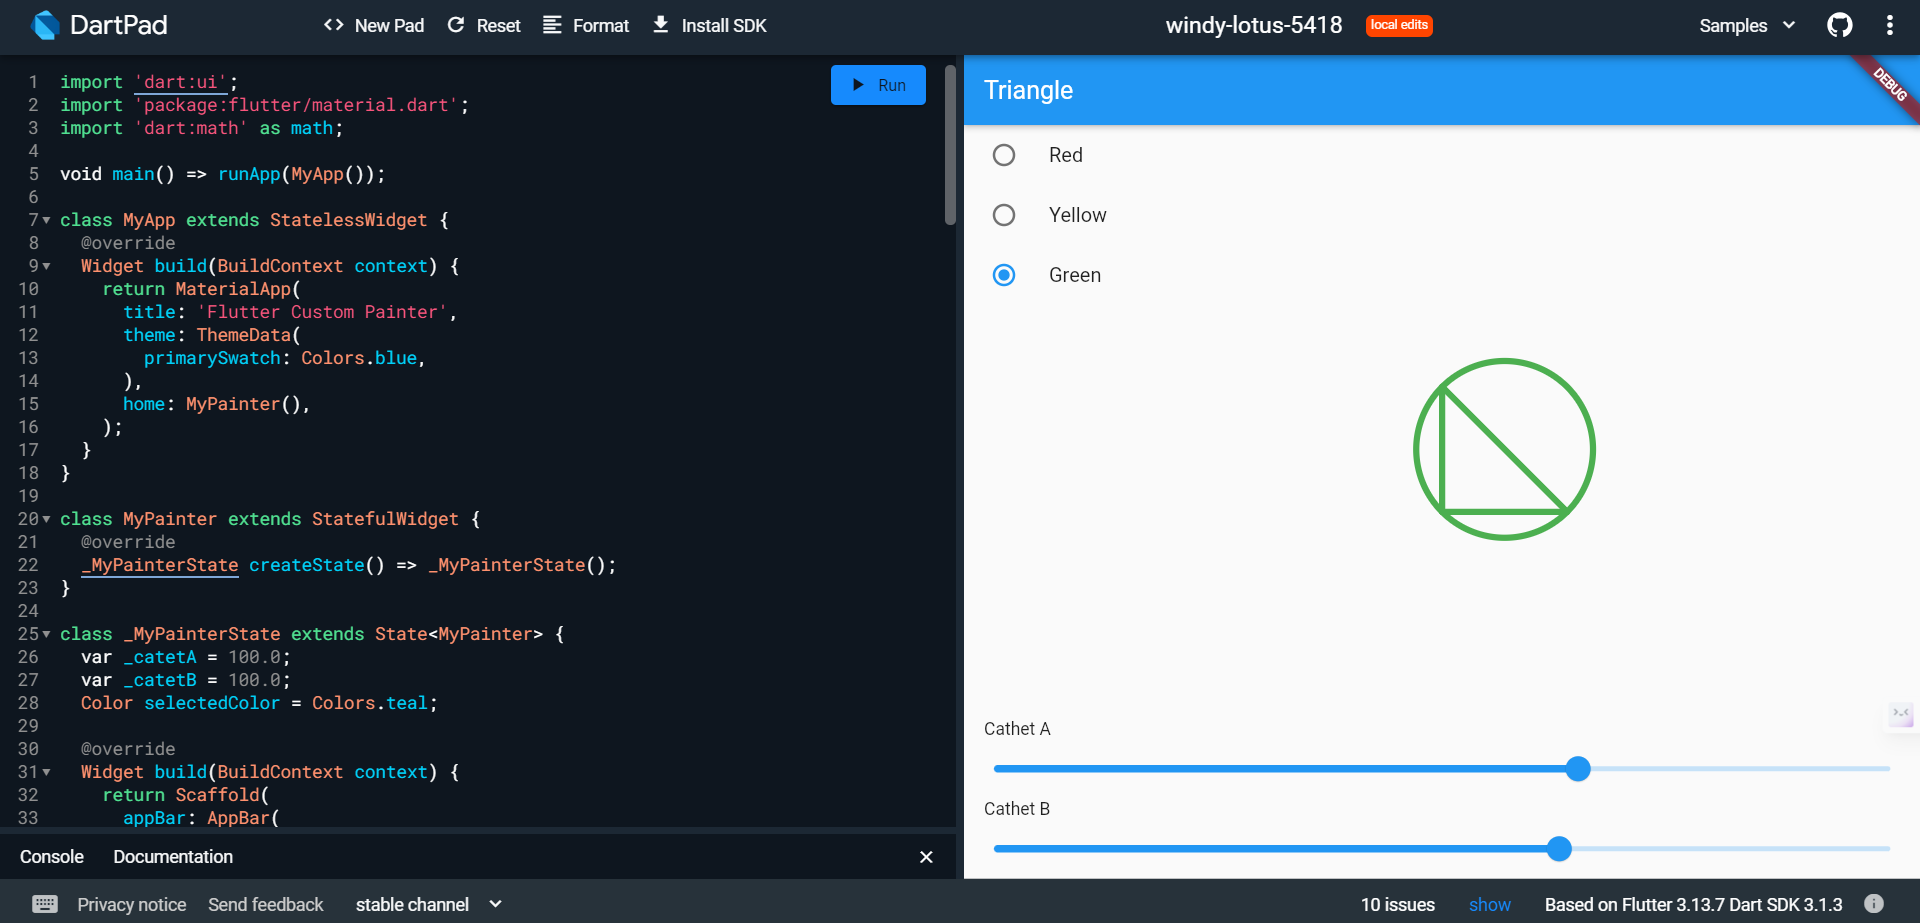 DartPad
New Pad
Reset
Format
Install SDK
windy-lotus-5418
local edits
Samples
1 import 'dart:ui';
2 import 'package:flutter/material.dart';
3 import 'dart:math' as math;
4
5 void main() => runApp(MyApp());
6
7 class MyApp extends StatelessWidget {
8 @override
9 Widget build(BuildContext context) {
10 return MaterialApp(
11 title: 'Flutter Custom Painter',
12 theme: ThemeData(
13 primarySwatch: Colors.blue,
14 ),
15 home: MyPainter(),
16 );
17 }
18 }
19
20 class MyPainter extends StatefulWidget {
21 @override
22 _MyPainterState createState() => _MyPainterState();
23 }
24
25 class _MyPainterState extends State<MyPainter> {
26 var _catetA = 100.0;
27 var _catetB = 100.0;
28 Color selectedColor = Colors.teal;
29
30 @override
31 Widget build(BuildContext context) {
32 return Scaffold(
33 appBar: AppBar(
Run
Triangle
DEBUG
Red
Yellow
Green
Cathet A
Cathet B
Console
Documentation
Privacy notice
Send feedback
stable channel
10 issues
show
Based on Flutter 3.13.7 Dart SDK 3.1.3